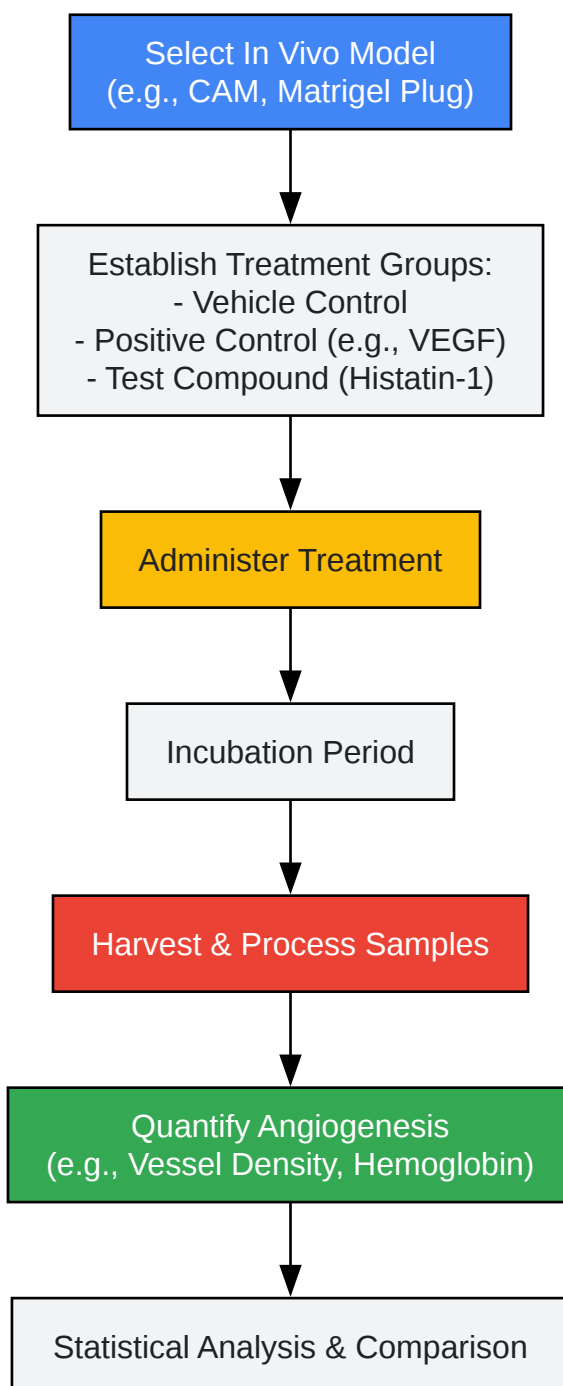 Select In Vivo Model
(e.g., CAM, Matrigel Plug)
Establish Treatment Groups:
- Vehicle Control
- Positive Control (e.g., VEGF)
- Test Compound (Histatin-1)
Administer Treatment
Incubation Period
Harvest & Process Samples
Quantify Angiogenesis
(e.g., Vessel Density, Hemoglobin)
Statistical Analysis & Comparison